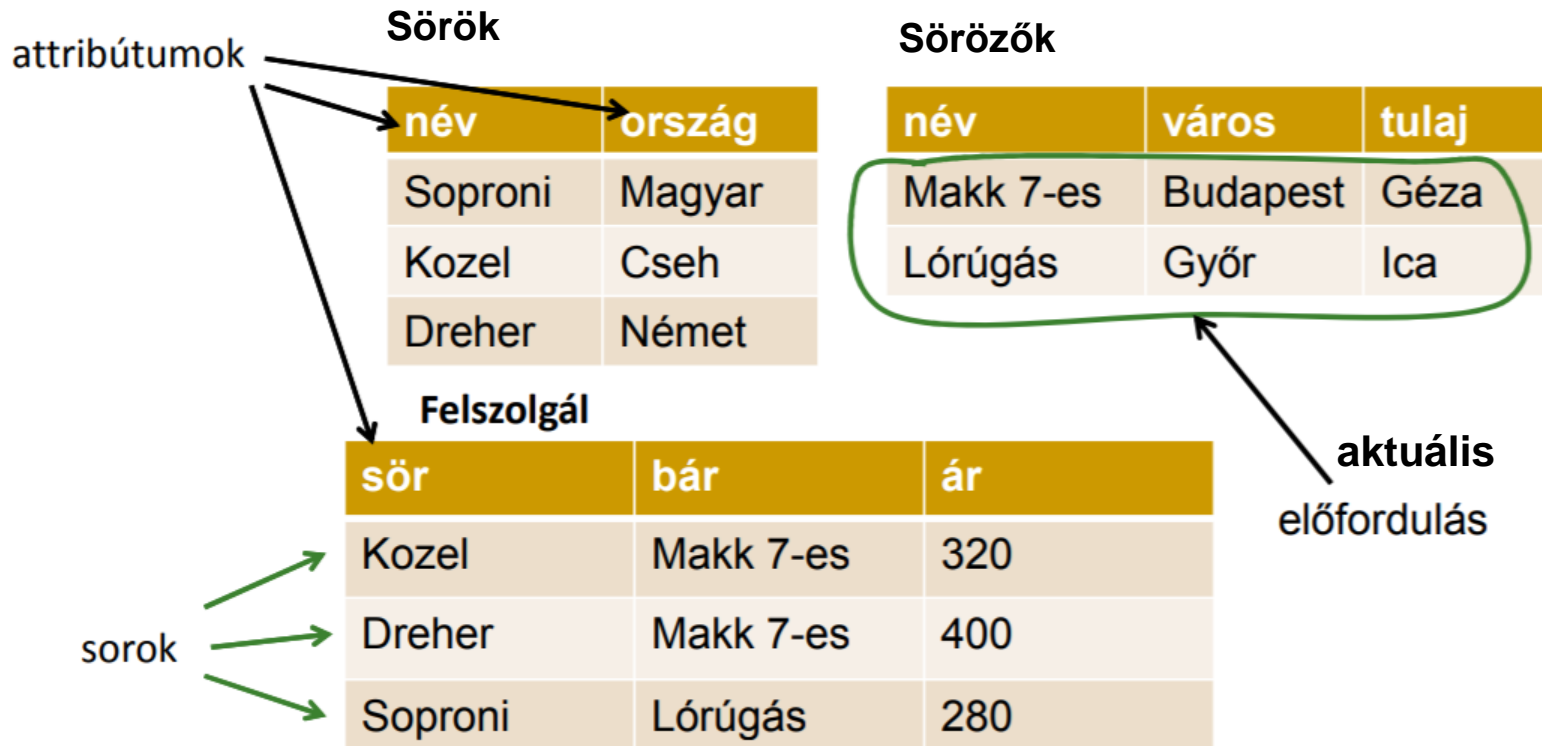 Sörök
Sörözők
attribútumok
név ország
név város tulaj
Soproni Magyar
Makk 7-es Budapest Géza
Kozel Cseh
Lórúgás Győr Ica
Dreher Német
Felszolgál
aktuális
előfordulás
sör bár ár
Kozel Makk 7-es 320
sorok
Dreher Makk 7-es 400
Soproni Lórúgás 280